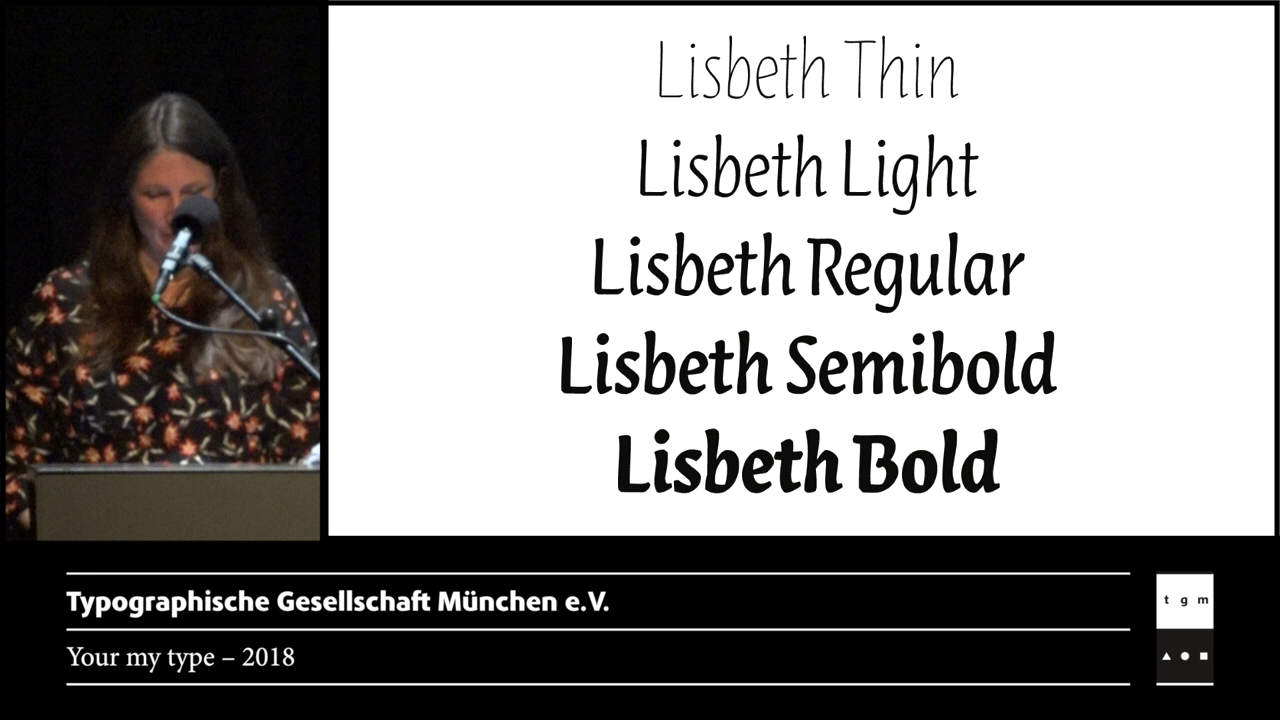 Lisbeth Thin
Lisbeth Light
Lisbeth Regular
Lisbeth Semibold
Lisbeth Bold
Typographische Gesellschaft München e.V.
Your my type – 2018
t g m